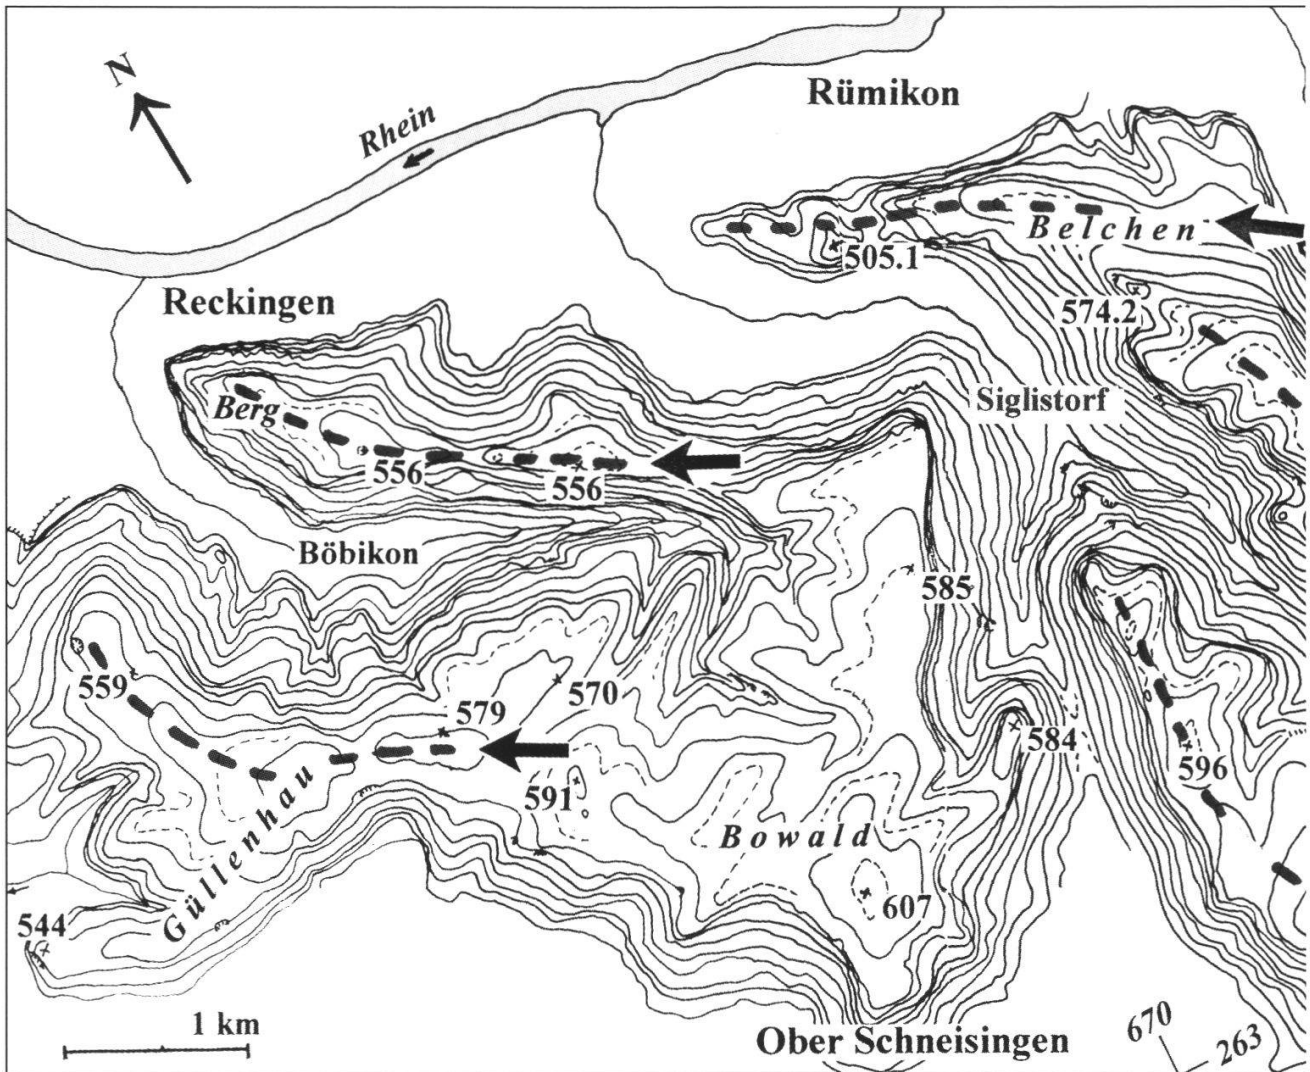 N
Rhein
Rümikon
Belchen
505.1
574.2
Reckingen
Berg
Siglistorf
556
556
Böbikon
585
559
570
579
584
596
591
Bowald
Güllenhau
607
544
1 km
Ober Schneisingen
670
263